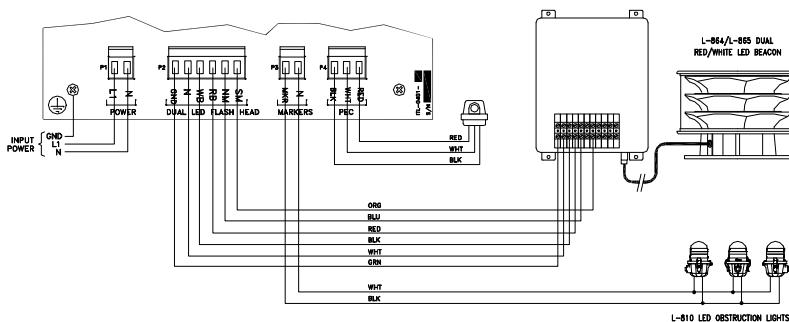 L-864/L-865 DUAL
RED/WHITE LED BEACON
P1
P2
P3
P4
L1
N
GND
N
WB
RB
NM
SM
MKR
N
BLK
WHT
RED
POWER
DUAL LED FLASH HEAD
MARKERS
PEC
ITL-0401-
S/N
INPUT
POWER
GND
L1
N
RED
WHT
BLK
ORG
BLU
RED
BLK
WHT
GRN
WHT
BLK
L-810 LED OBSTRUCTION LIGHTS